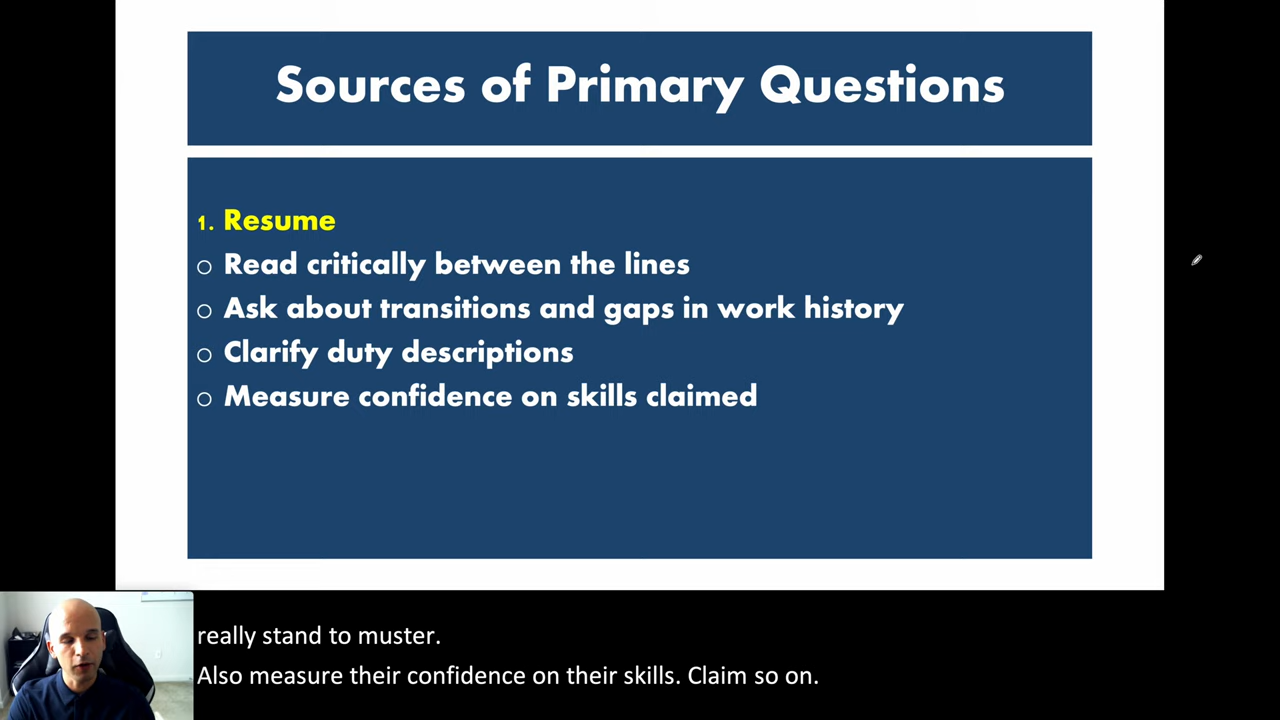 Sources of Primary Questions
1. Resume
○ Read critically between the lines
○ Ask about transitions and gaps in work history
○ Clarify duty descriptions
○ Measure confidence on skills claimed
really stand to muster.
Also measure their confidence on their skills. Claim so on.